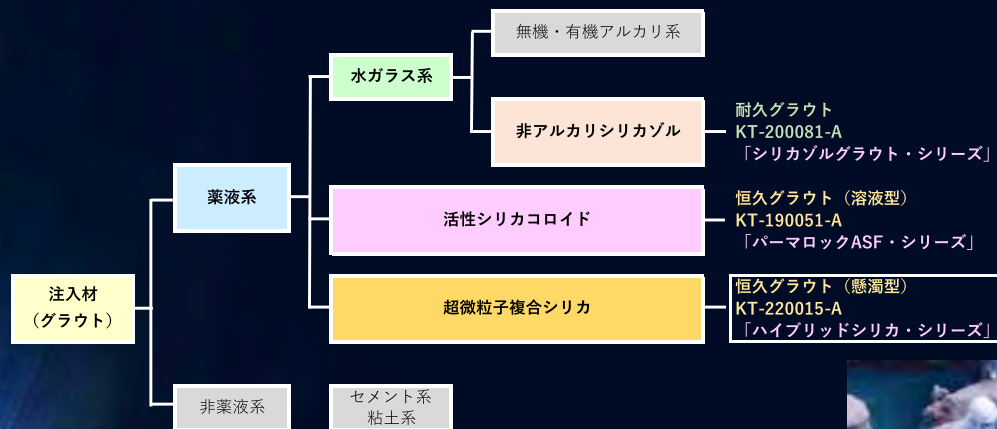 無機・有機アルカリ系
水ガラス系
非アルカリシリカゾル
耐久グラウト
KT-200081-A
「シリカゾルグラウト・シリーズ」
薬液系
活性シリカコロイド
恒久グラウト（溶液型）
KT-190051-A
「パーマロックASF・シリーズ」
注入材
（グラウト）
超微粒子複合シリカ
恒久グラウト（懸濁型）
KT-220015-A
「ハイブリッドシリカ・シリーズ」
非薬液系
セメント系
粘土系